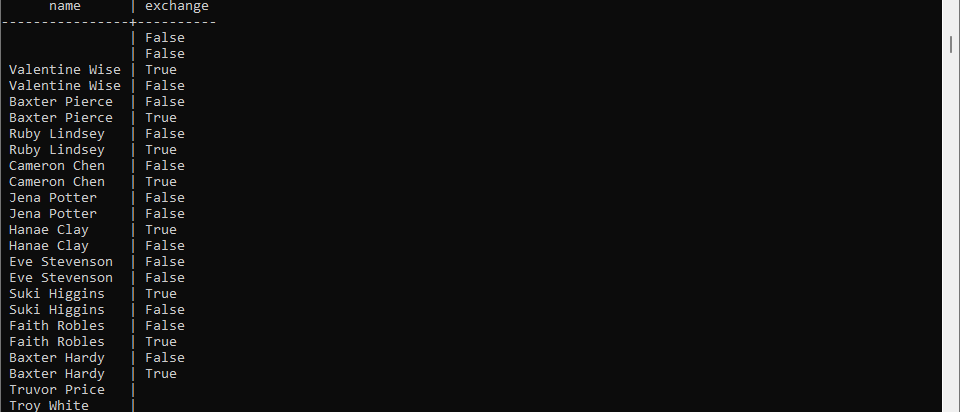 name | exchange
----------------+----------
| False
| False
Valentine Wise | True
Valentine Wise | False
Baxter Pierce | False
Baxter Pierce | True
Ruby Lindsey | False
Ruby Lindsey | True
Cameron Chen | False
Cameron Chen | True
Jena Potter | False
Jena Potter | False
Hanae Clay | True
Hanae Clay | False
Eve Stevenson | False
Eve Stevenson | False
Suki Higgins | True
Suki Higgins | False
Faith Robles | False
Faith Robles | True
Baxter Hardy | False
Baxter Hardy | True
Truvor Price |
Troy White |